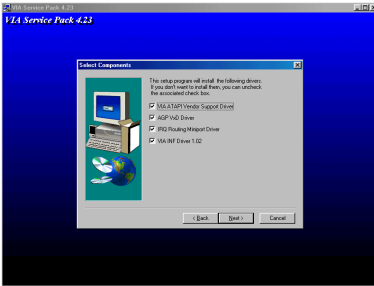 VIA Service Pack 4.23
VIA Service Pack 4.23
Select Components
This setup program will install the following drivers.
If you don't want to install them, you can uncheck
the associated check box.
VIA ATAPI Vendor Support Driver
AGP VxD Driver
IRQ Routing Miniport Driver
VIA INF Driver 1.02
< Back
Next >
Cancel